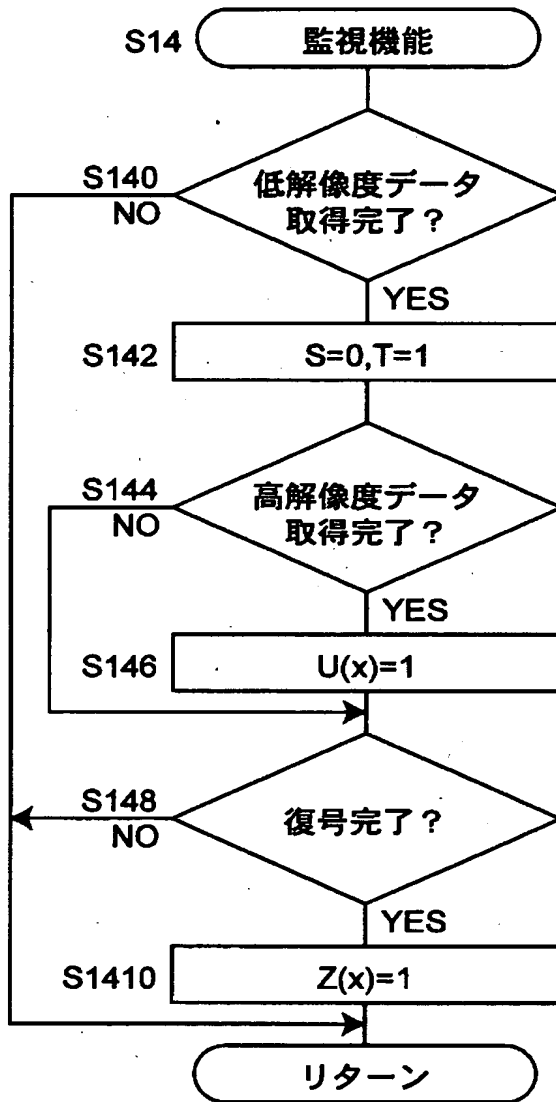 S14
監視機能
S140
NO
低解像度データ
取得完了？
YES
S142
S=0,T=1
S144
NO
高解像度データ
取得完了？
YES
S146
U(x)=1
S148
NO
復号完了？
YES
S1410
Z(x)=1
リターン